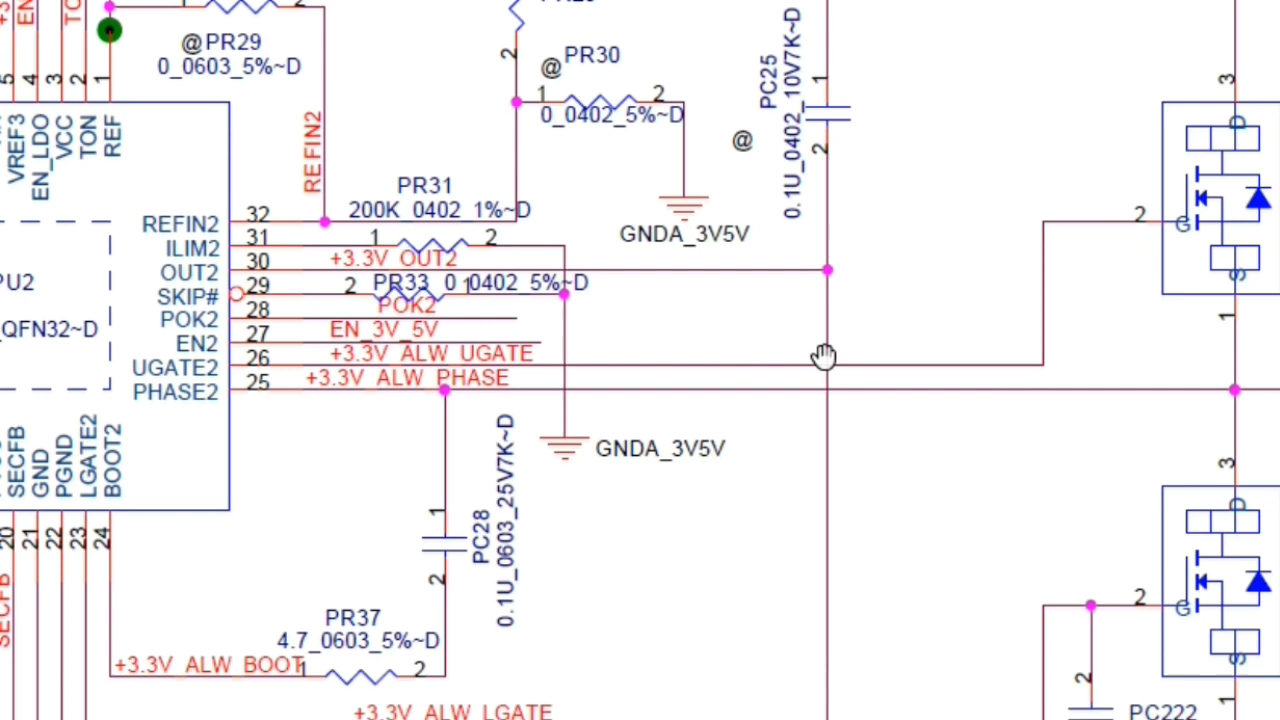 1
2
@PR29
0_0603_5%~D
2
@
PR30
1
2
0_0402_5%~D
GNDA_3V5V
PC25
0.1U_0402_10V7K~D
1
2
@
5
4
3
2
1
VREF3
EN_LDO
VCC
TON
REF
REFIN2
REFIN2
32
PR31
200K_0402_1%~D
ILIM2
31
1
2
OUT2
30
+3.3V_OUT2
SKIP#
29
2
PR33
0_0402_5%~D
1
POK2
28
POK2
EN2
27
EN_3V_5V
UGATE2
26
+3.3V_ALW_UGATE
PHASE2
25
+3.3V_ALW_PHASE
PU2
QFN32~D
GNDA_3V5V
SECFB
GND
PGND
LGATE2
BOOT2
20
21
22
23
24
SECFB
1
2
PC28
0.1U_0603_25V7K~D
PR37
4.7_0603_5%~D
+3.3V_ALW_BOOT
1
2
+3.3V_ALW_LGATE
3
D
2
G
S
1
3
D
2
G
S
1
2
PC222